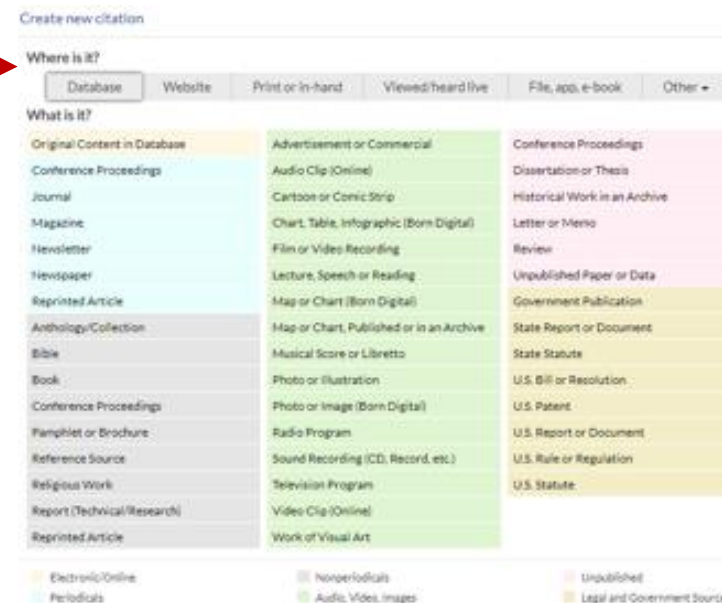 Create new citation
Where is it?
Database Website Print or in-hand Viewed/heard live File, app, e-book Other
What is it?
Original Content in Database
Conference Proceedings
Journal
Magazine
Newsletter
Newspaper
Reprinted Article
Anthology/Collection
Bible
Book
Conference Proceedings
Pamphlet or Brochure
Reference Source
Religious Work
Report (Technical/Research)
Reprinted Article
Advertisement or Commercial
Audio Clip (Online)
Cartoon or Comic Strip
Chart, Table, Infographic (Born Digital)
Film or Video Recording
Lecture, Speech or Reading
Map or Chart (Born Digital)
Map or Chart, Published or in an Archive
Musical Score or Libretto
Photo or Illustration
Photo or Image (Born Digital)
Radio Program
Sound Recording (CD, Record, etc.)
Television Program
Video Clip (Online)
Work of Visual Art
Conference Proceedings
Dissertation or Thesis
Historical Work in an Archive
Letter or Memo
Review
Unpublished Paper or Data
Government Publication
State Report or Document
State Statute
U.S. Bill or Resolution
U.S. Patent
U.S. Report or Document
U.S. Rule or Regulation
U.S. Statute
Electronic/Online Nonperiodicals Unpublished
Periodicals Audio, Video, Images Legal and Government Source